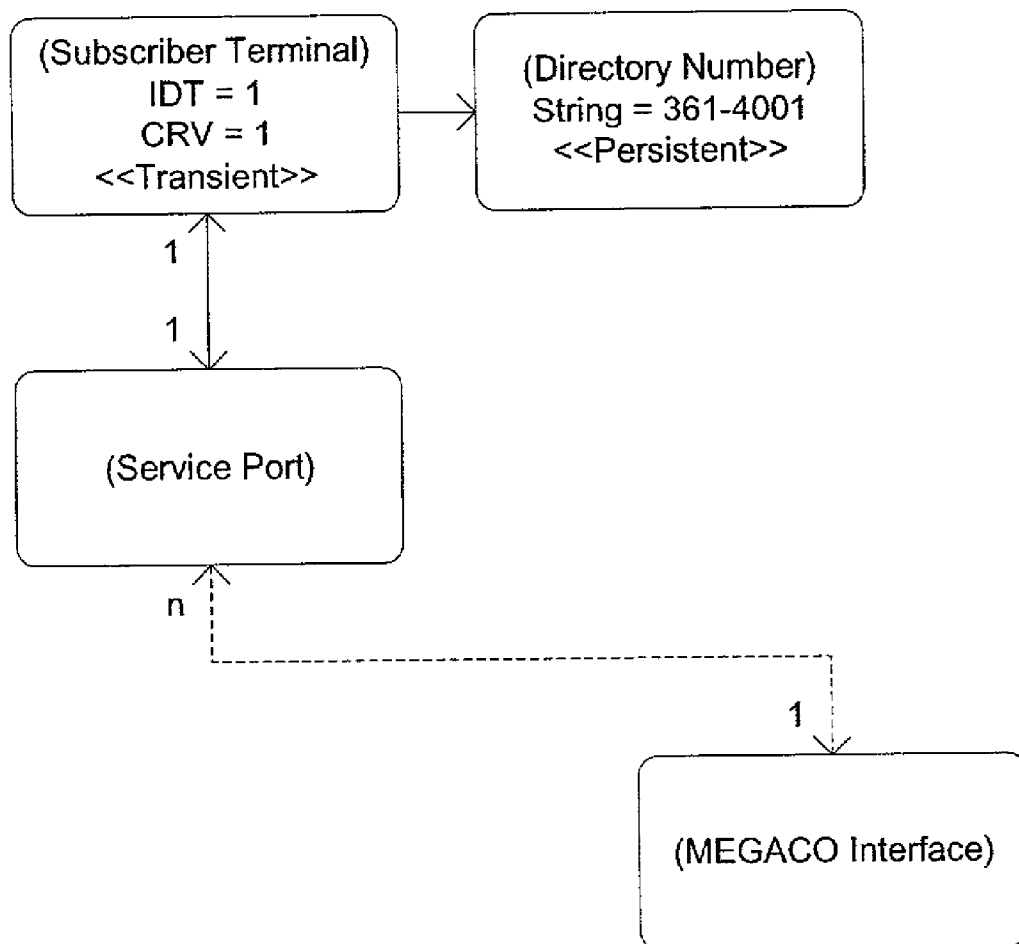 (Subscriber Terminal)
IDT = 1
CRV = 1
<<Transient>>
(Directory Number)
String = 361-4001
<<Persistent>>
1
1
(Service Port)
n
1
(MEGACO Interface)